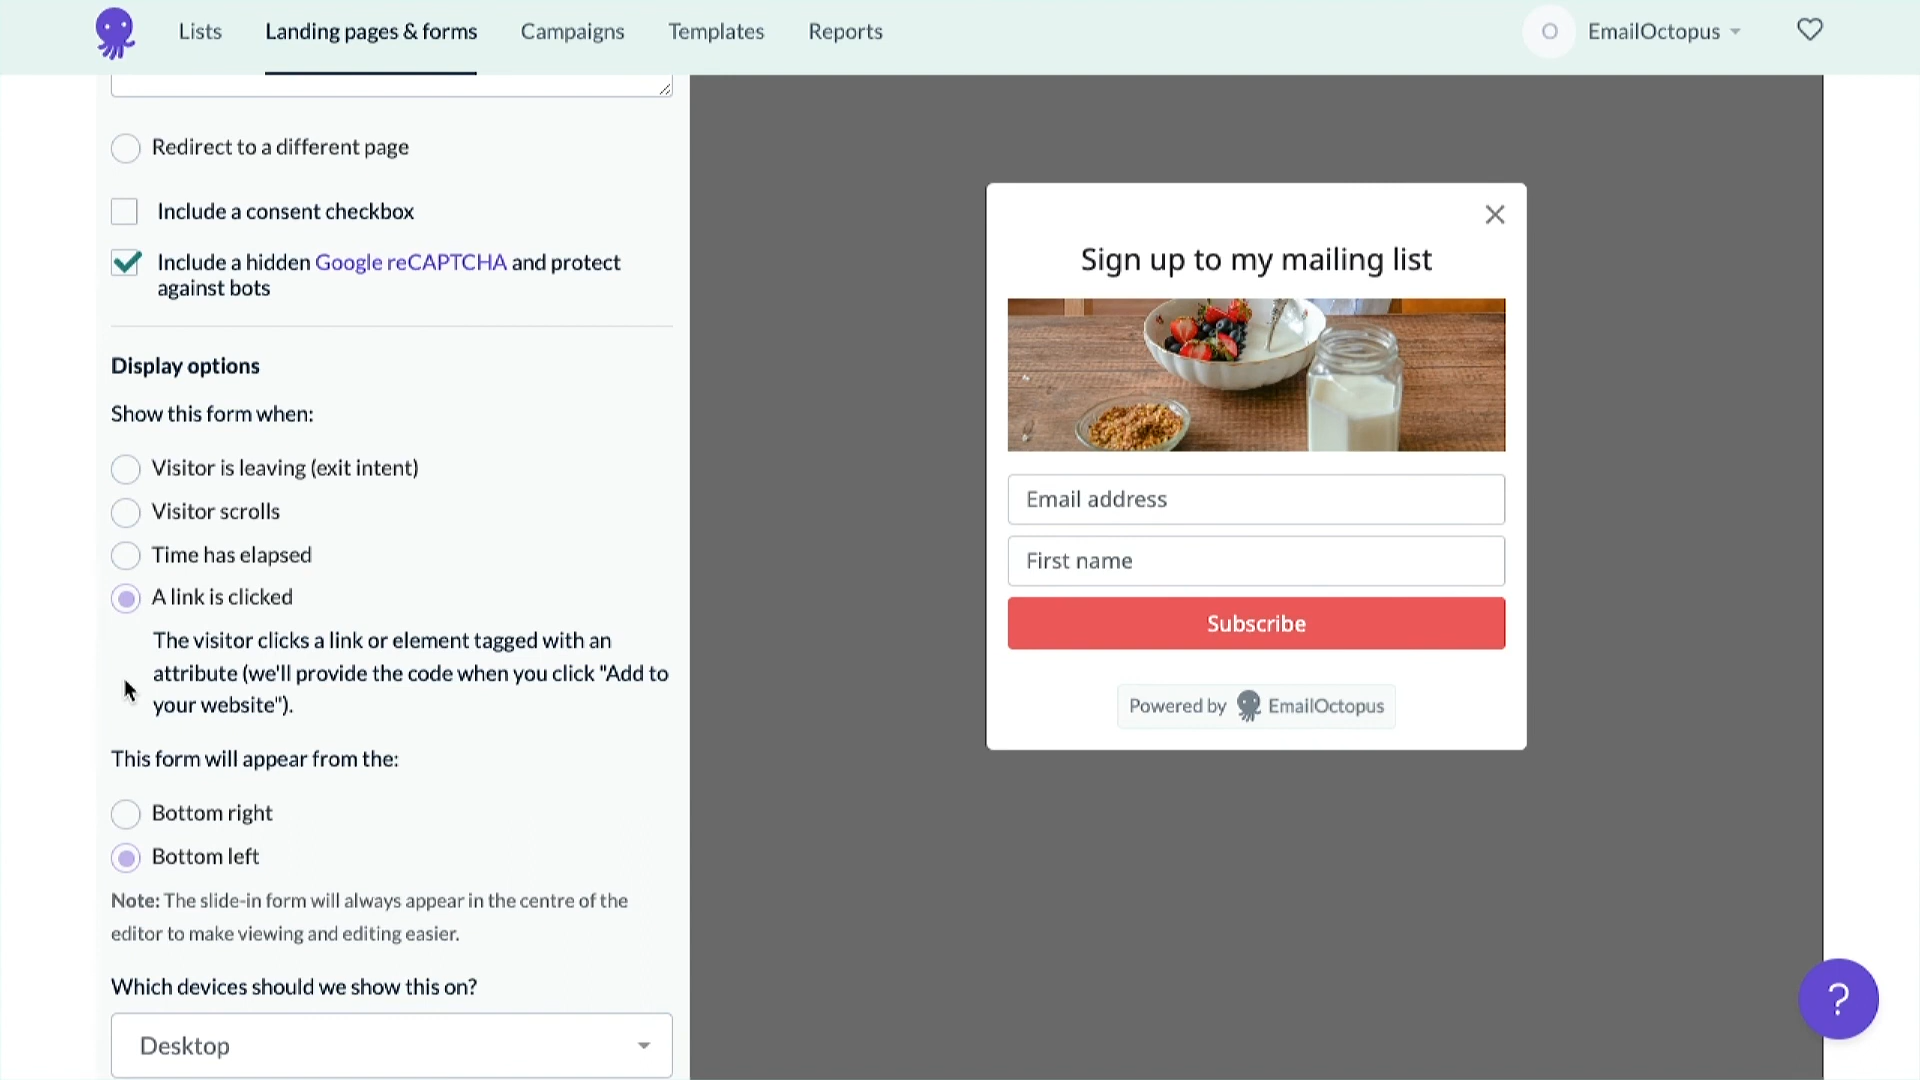 Lists
Landing pages & forms
Campaigns
Templates
Reports
O
EmailOctopus
Redirect to a different page
Include a consent checkbox
Include a hidden Google reCAPTCHA and protect
against bots
Display options
Show this form when:
Visitor is leaving (exit intent)
Visitor scrolls
Time has elapsed
A link is clicked
The visitor clicks a link or element tagged with an
attribute (we'll provide the code when you click "Add to
your website").
This form will appear from the:
Bottom right
Bottom left
Note: The slide-in form will always appear in the centre of the
editor to make viewing and editing easier.
Which devices should we show this on?
Desktop
Sign up to my mailing list
Email address
First name
Subscribe
Powered by EmailOctopus
?